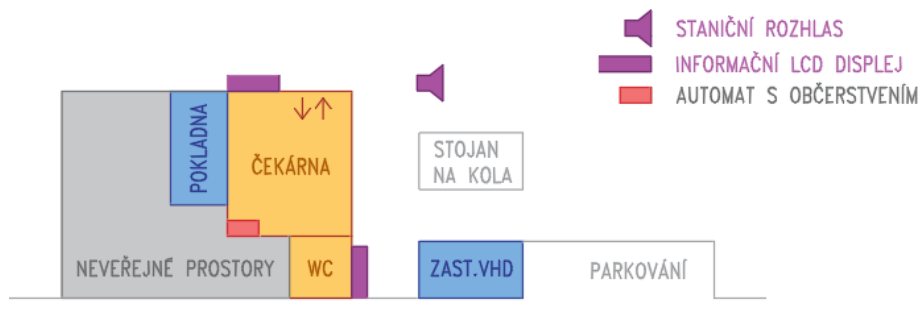 STANIČNÍ ROZHLAS
INFORMAČNÍ LCD DISPLEJ
AUTOMAT S OBČERSTVENÍM
POKLADNA
ČEKÁRNA
STOJAN
NA KOLA
NEVEŘEJNÉ PROSTORY
WC
ZAST.VHD
PARKOVÁNÍ